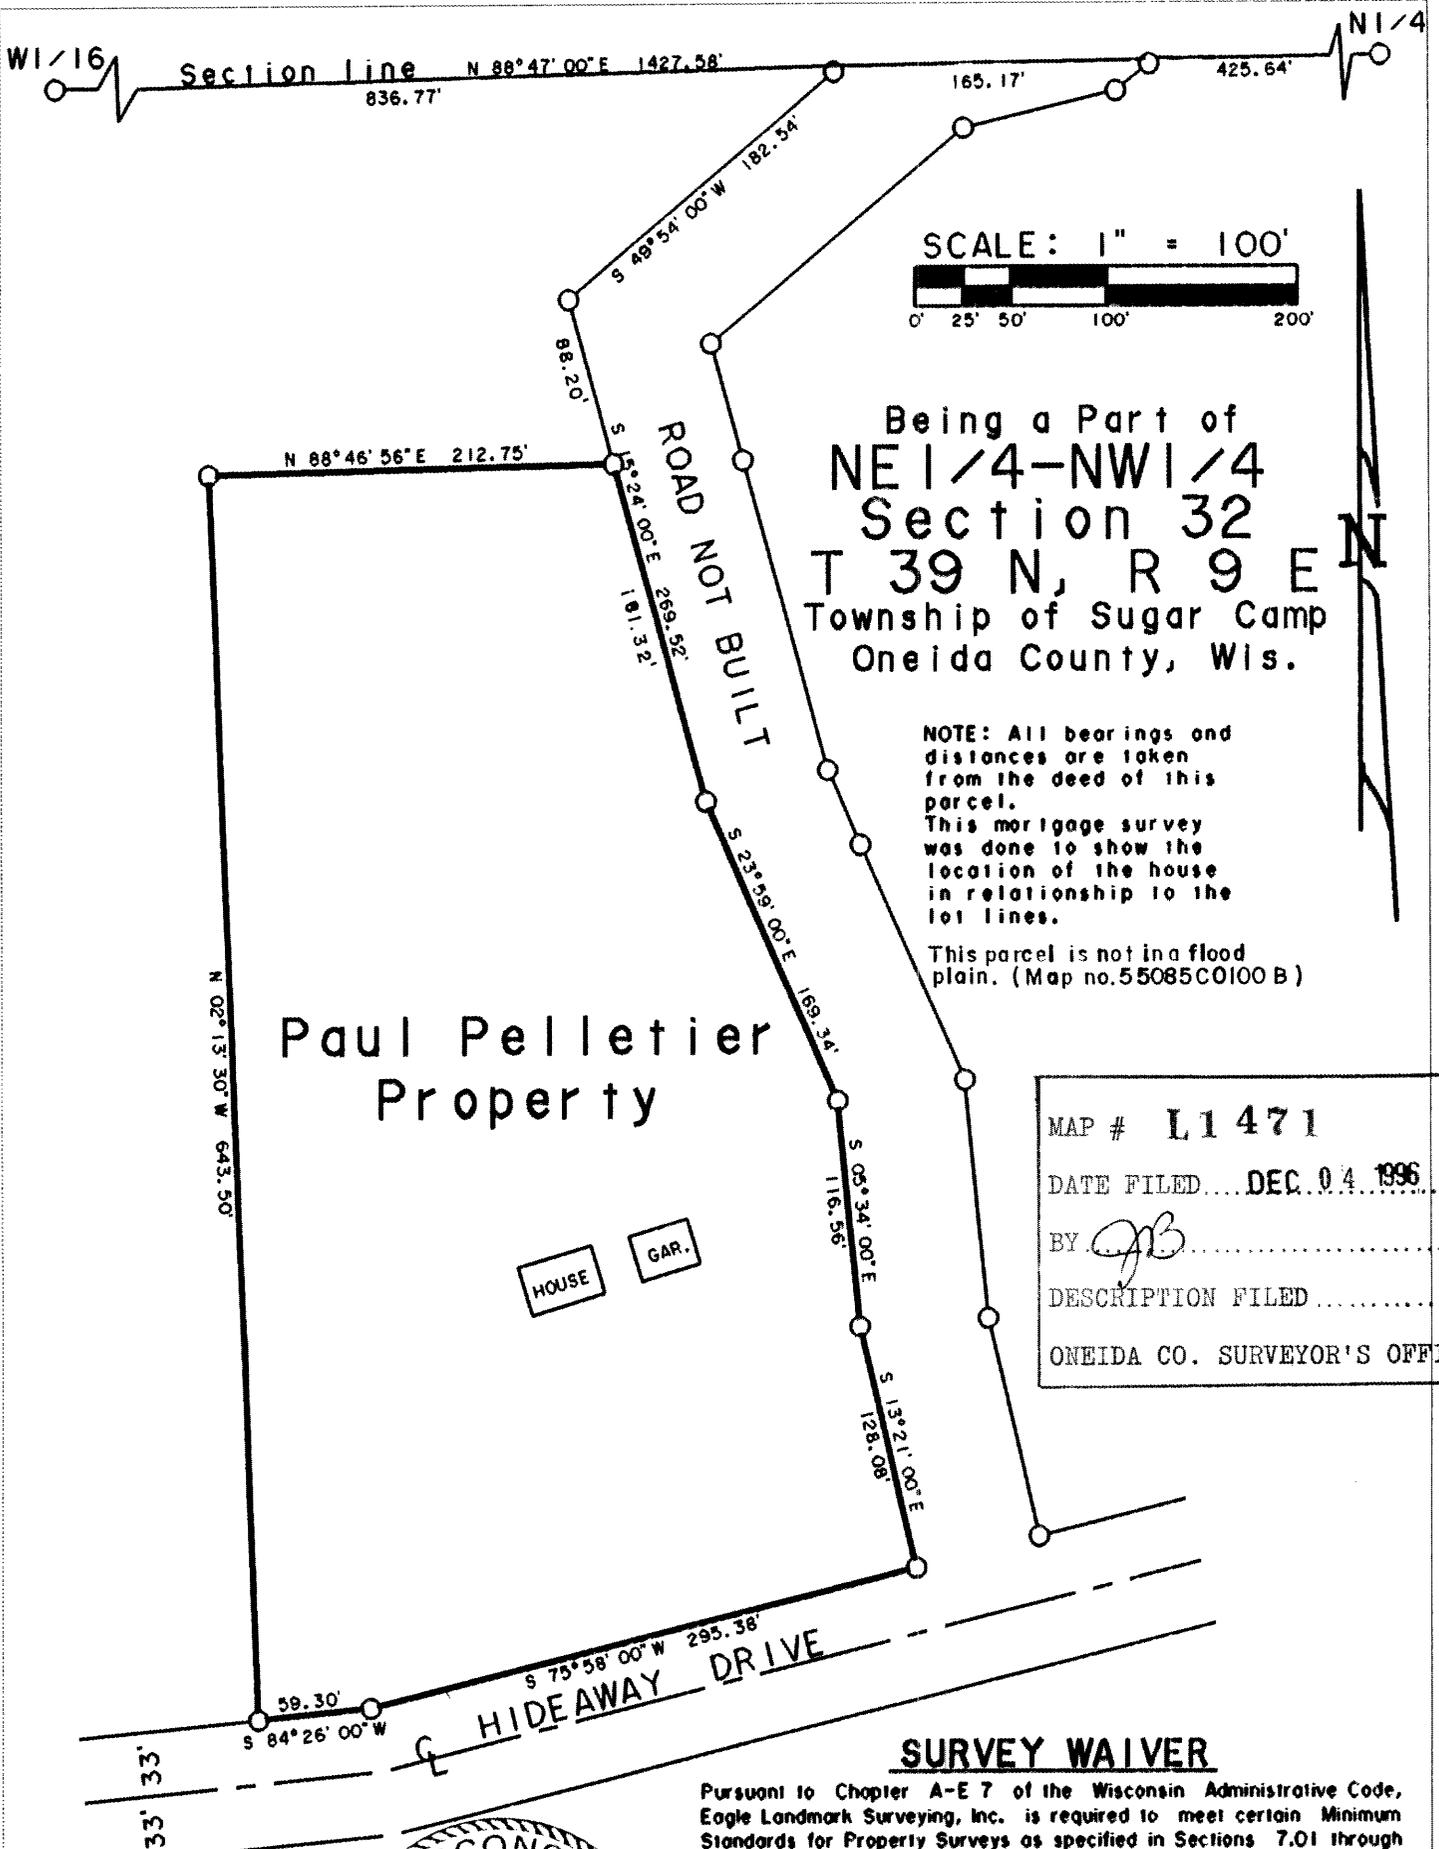 W1/16
N1/4
Section line N 88°47'00"E 1427.58'
836.77'
165.17'
425.64'
S 49°54'00"W 182.54'
SCALE: 1" = 100'
0' 25' 50' 100' 200'
88.20'
S 15°24'00"E 269.52'
181.32'
N 88°46'56"E 212.75'
ROAD NOT BUILT
Being a Part of
NE1/4-NW1/4
Section 32
T 39 N, R 9 E
Township of Sugar Camp
Oneida County, Wis.
N
NOTE: All bearings and
distances are taken
from the deed of this
parcel.
This mortgage survey
was done to show the
location of the house
in relationship to the
lot lines.
This parcel is not in a flood
plain. (Map no. 55085C0100 B)
S 23°59'00"E 169.34'
N 02°13'30"W 643.50'
Paul Pelletier
Property
MAP # L1471
DATE FILED....DEC 04 1996
BY JB
DESCRIPTION FILED
ONEIDA CO. SURVEYOR'S OFFI
S 05°34'00"E
116.56'
HOUSE
GAR.
S 13°21'00"E
128.08'
S 75°58'00"W 295.38'
59.30'
S 84°26'00"W
HIDEAWAY DRIVE
CL
33'
33'
SURVEY WAIVER
Pursuant to Chapter A-E 7 of the Wisconsin Administrative Code,
Eagle Landmark Surveying, Inc. is required to meet certain Minimum
Standards for Property Surveys as specified in Sections 7.01 through